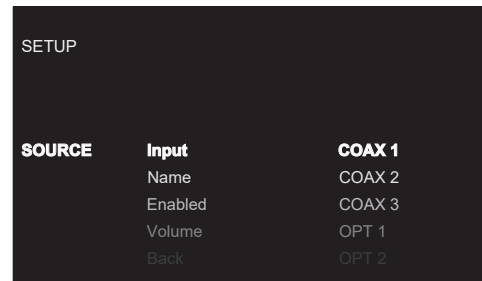 SETUP
SOURCE Input COAX 1
Name COAX 2
Enabled COAX 3
Volume OPT 1
Back OPT 2